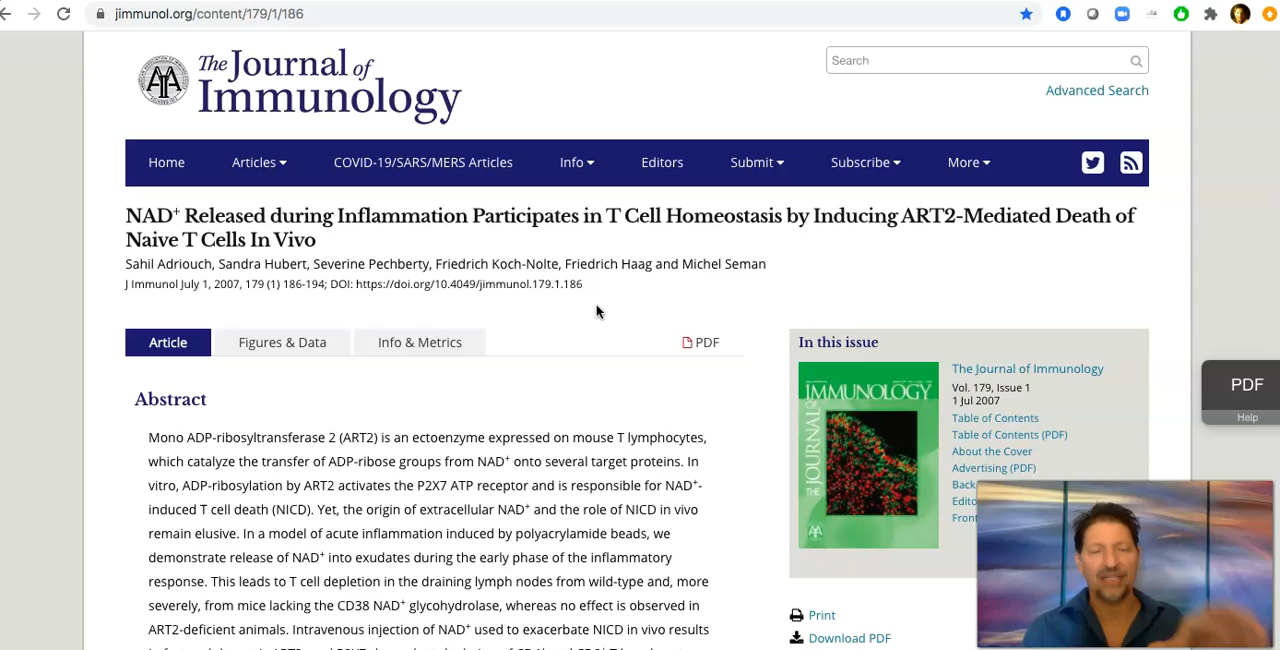 jimmunol.org/content/179/1/186
The Journal of
Immunology
Search
Advanced Search
Home Articles COVID-19/SARS/MERS Articles Info Editors Submit Subscribe More
NAD+ Released during Inflammation Participates in T Cell Homeostasis by Inducing ART2-Mediated Death of
Naive T Cells In Vivo
Sahil Adriouch, Sandra Hubert, Severine Pechberty, Friedrich Koch-Nolte, Friedrich Haag and Michel Seman
J Immunol July 1, 2007, 179 (1) 186-194; DOI: https://doi.org/10.4049/jimmunol.179.1.186
Article Figures & Data Info & Metrics PDF
Abstract
Mono ADP-ribosyltransferase 2 (ART2) is an ectoenzyme expressed on mouse T lymphocytes,
which catalyze the transfer of ADP-ribose groups from NAD+ onto several target proteins. In
vitro, ADP-ribosylation by ART2 activates the P2X7 ATP receptor and is responsible for NAD+-
induced T cell death (NICD). Yet, the origin of extracellular NAD+ and the role of NICD in vivo
remain elusive. In a model of acute inflammation induced by polyacrylamide beads, we
demonstrate release of NAD+ into exudates during the early phase of the inflammatory
response. This leads to T cell depletion in the draining lymph nodes from wild-type and, more
severely, from mice lacking the CD38 NAD+ glycohydrolase, whereas no effect is observed in
ART2-deficient animals. Intravenous injection of NAD+ used to exacerbate NICD in vivo results
In this issue
THE JOURNAL OF
IMMUNOLOGY
The Journal of Immunology
Vol. 179, Issue 1
1 Jul 2007
Table of Contents
Table of Contents (PDF)
About the Cover
Advertising (PDF)
Back
Edito
Front
Print
Download PDF
PDF
Help